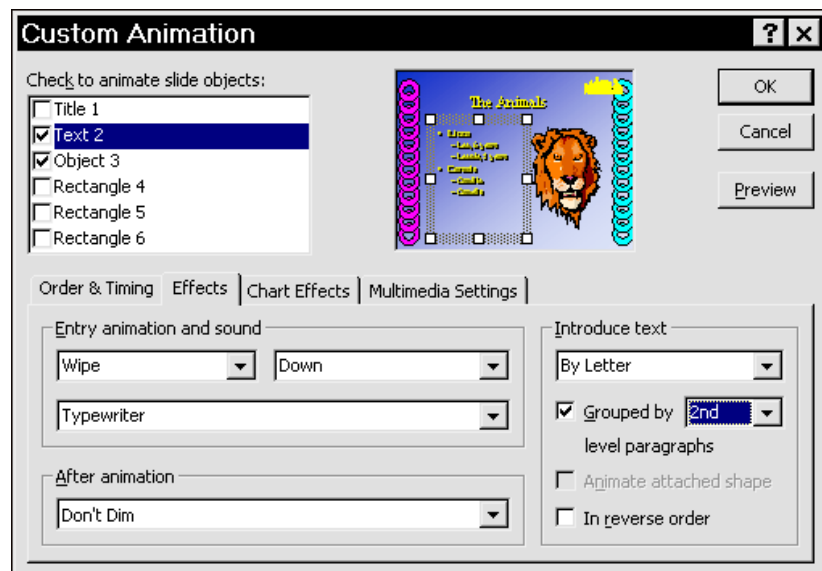 Custom Animation
Check to animate slide objects:
Title 1
Text 2
Object 3
Rectangle 4
Rectangle 5
Rectangle 6
The Animals
OK
Cancel
Preview
Order & Timing Effects Chart Effects Multimedia Settings
Entry animation and sound
Wipe Down
Typewriter
After animation
Don't Dim
Introduce text
By Letter
Grouped by 2nd
level paragraphs
Animate attached shape
In reverse order